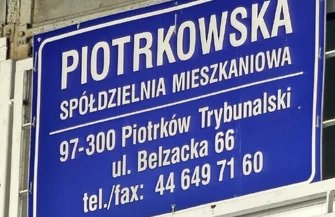 PIOTRKOWSKA
SPÓŁDZIELNIA MIESZKANIOWA
97-300 Piotrków Trybunalski
ul. Belzacka 66
tel./fax: 44 649 71 60